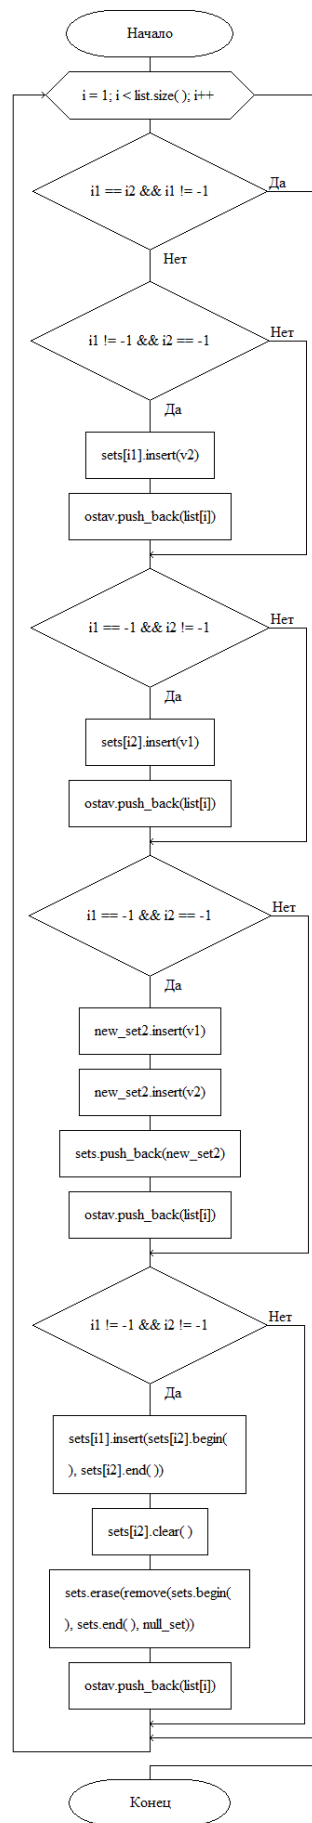 Начало
i = 1; i < list.size( ); i++
i1 == i2 && i1 != -1
Да
Нет
i1 != -1 && i2 == -1
Нет
Да
sets[i1].insert(v2)
ostav.push_back(list[i])
i1 == -1 && i2 != -1
Нет
Да
sets[i2].insert(v1)
ostav.push_back(list[i])
i1 == -1 && i2 == -1
Нет
Да
new_set2.insert(v1)
new_set2.insert(v2)
sets.push_back(new_set2)
ostav.push_back(list[i])
i1 != -1 && i2 != -1
Нет
Да
sets[i1].insert(sets[i2].begin(
), sets[i2].end( ))
sets[i2].clear( )
sets.erase(remove(sets.begin(
), sets.end( ), null_set))
ostav.push_back(list[i])
Конец